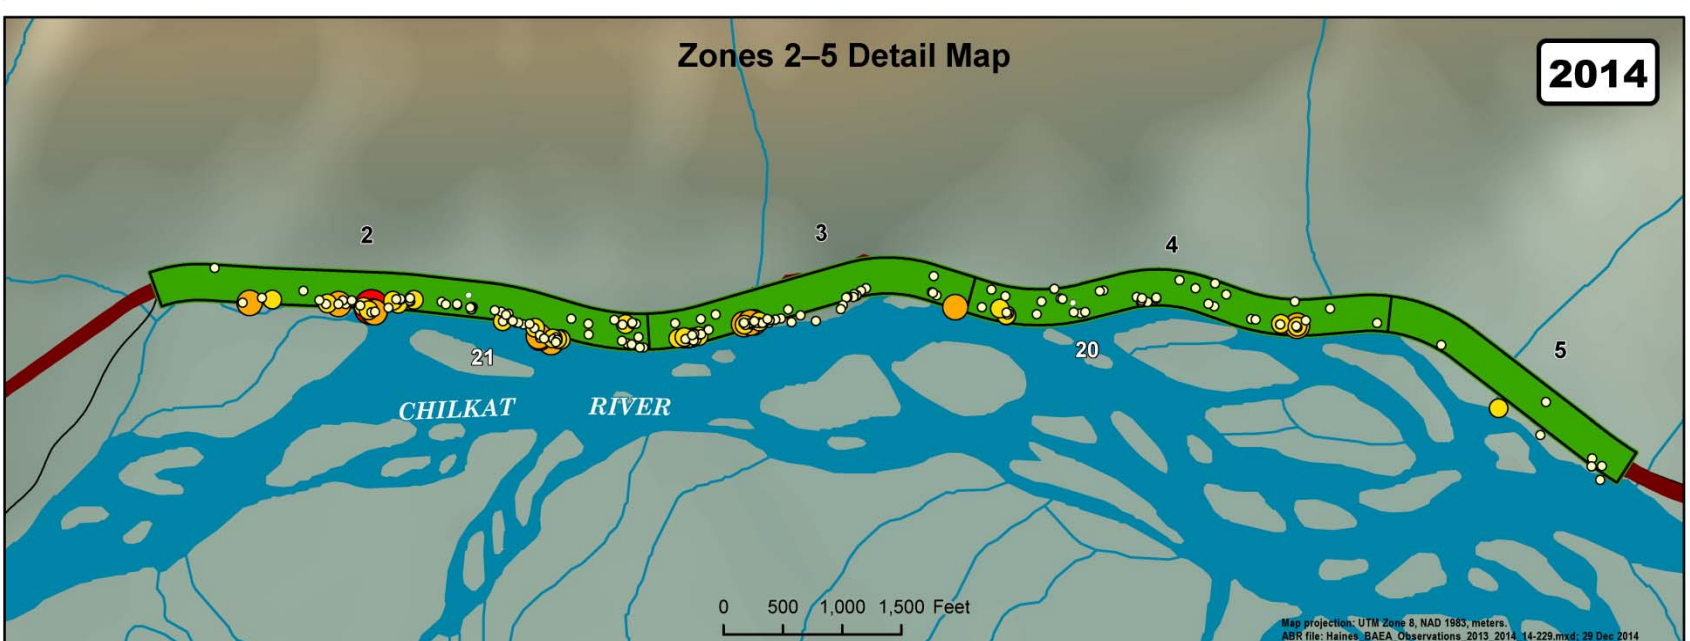 Zones 2–5 Detail Map
2014
2
3
4
5
21
20
CHILKAT RIVER
0 500 1,000 1,500 Feet
Map projection: UTM Zone 8, NAD 1983, meters.
ABR file: Haines_BAEA_Observations_2013_2014_14-229.mxd; 29 Dec 2014